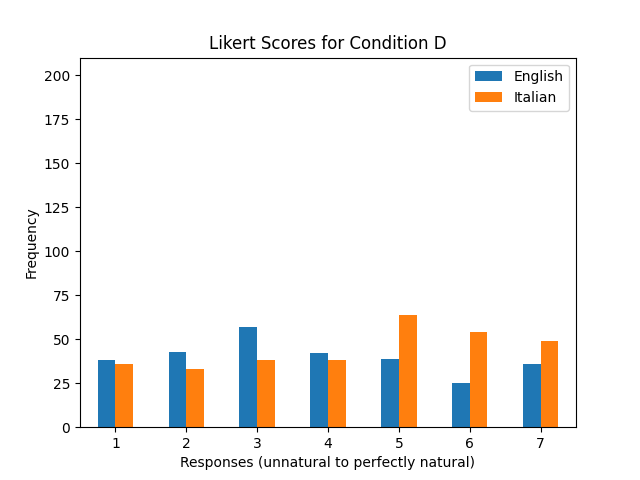 Likert Scores for Condition D
English
Italian
Frequency
200
175
150
125
100
75
50
25
0
1 2 3 4 5 6 7
Responses (unnatural to perfectly natural)